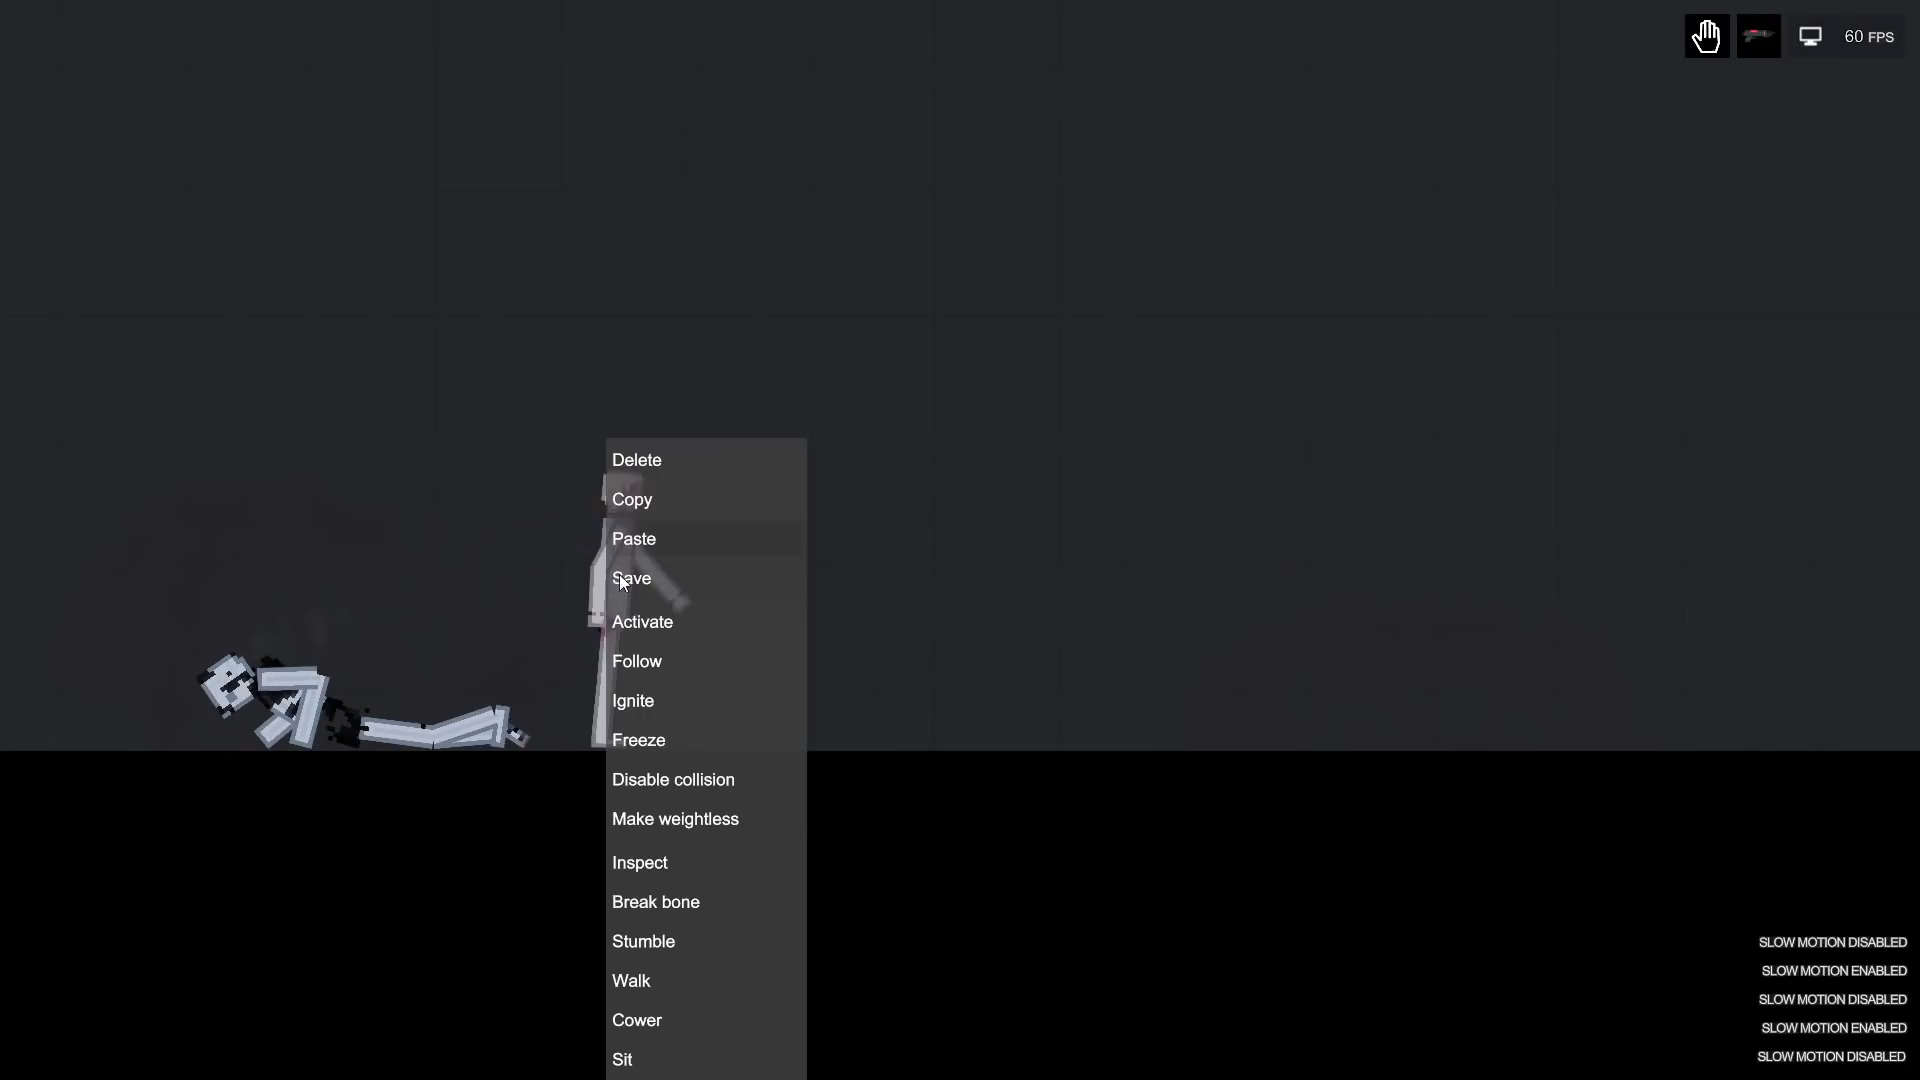 60 FPS
Delete
Copy
Paste
Save
Activate
Follow
Ignite
Freeze
Disable collision
Make weightless
Inspect
Break bone
Stumble
Walk
Cower
Sit
SLOW MOTION DISABLED
SLOW MOTION ENABLED
SLOW MOTION DISABLED
SLOW MOTION ENABLED
SLOW MOTION DISABLED